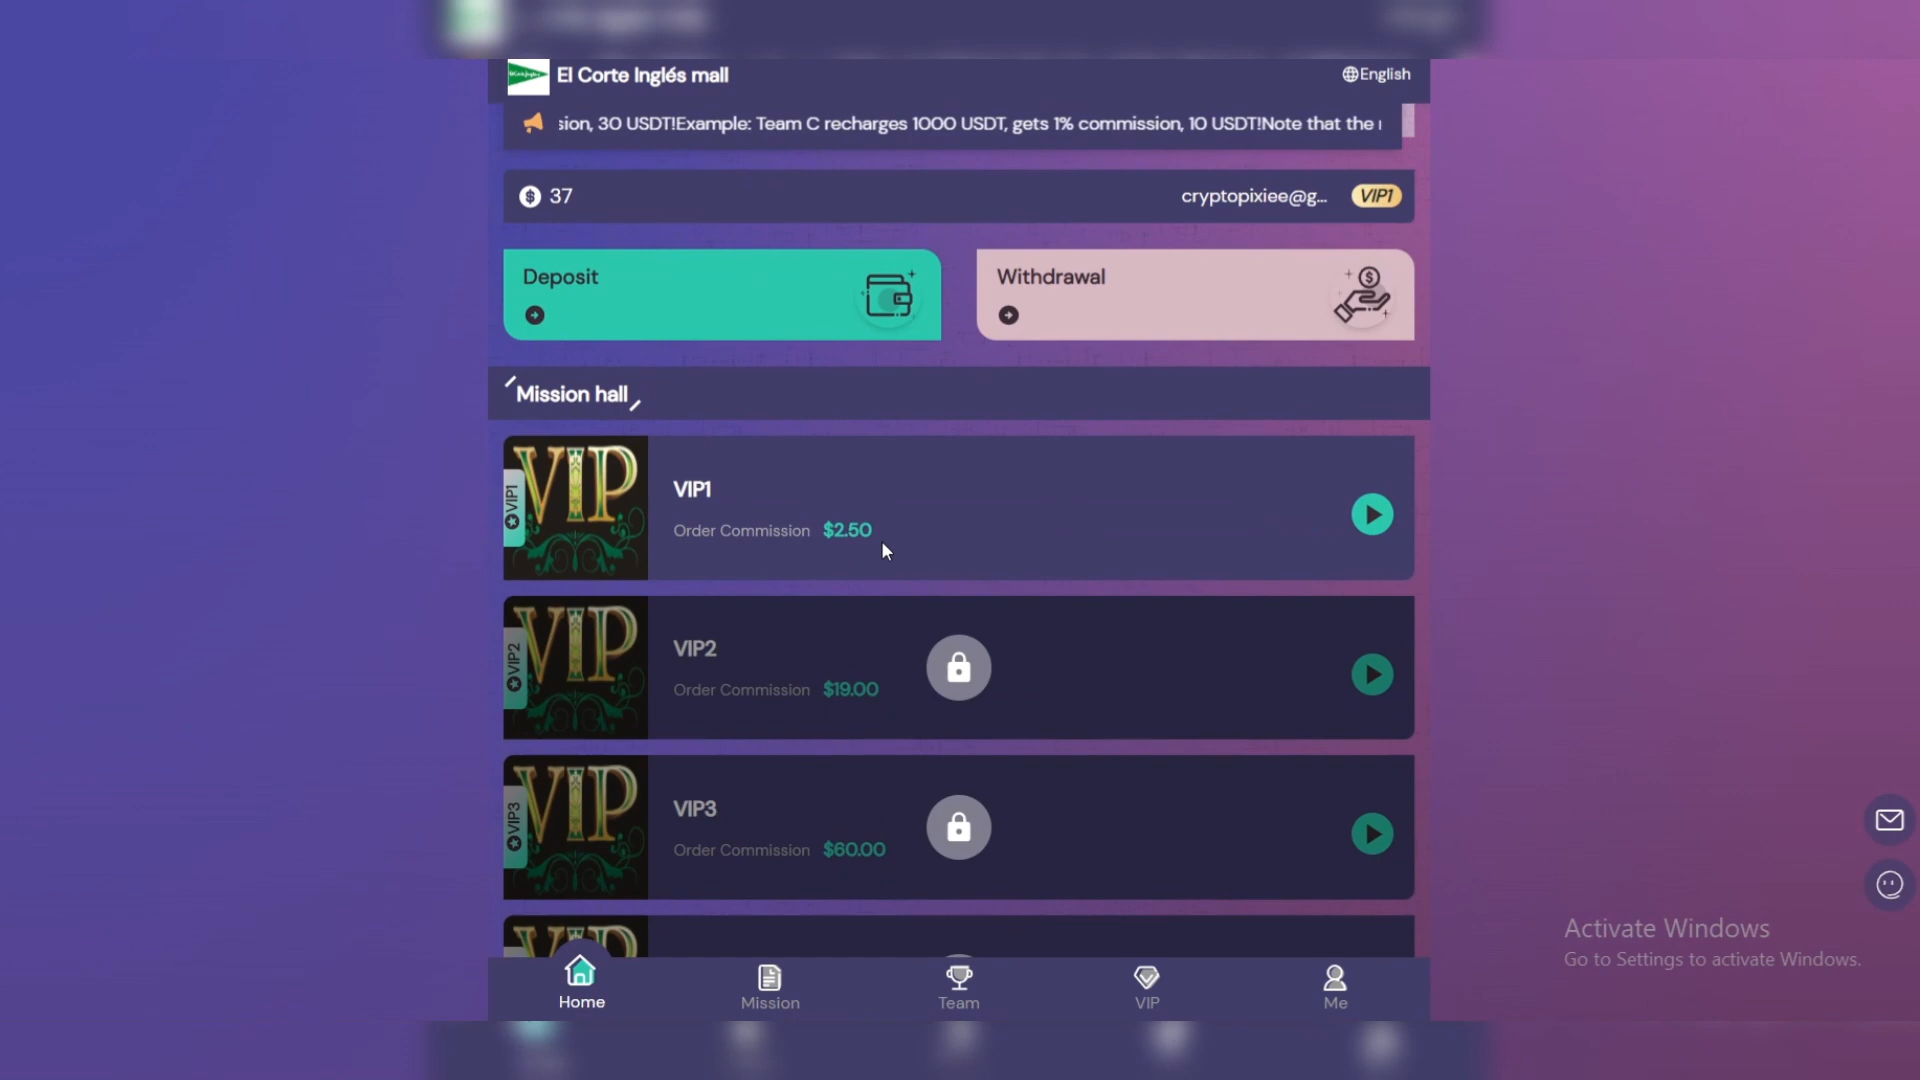 El Corte Inglés mall
English
sion, 30 USDT!Example: Team C recharges 1000 USDT, gets 1% commission, 10 USDT!Note that the
37
cryptopixiee@g...
VIP1
Deposit
Withdrawal
Mission hall
VIP
VIP1
VIP1
Order Commission $2.50
VIP
VIP2
VIP2
Order Commission $19.00
VIP
VIP3
VIP3
Order Commission $60.00
VIP
Activate Windows
Go to Settings to activate Windows.
Home
Mission
Team
VIP
Me